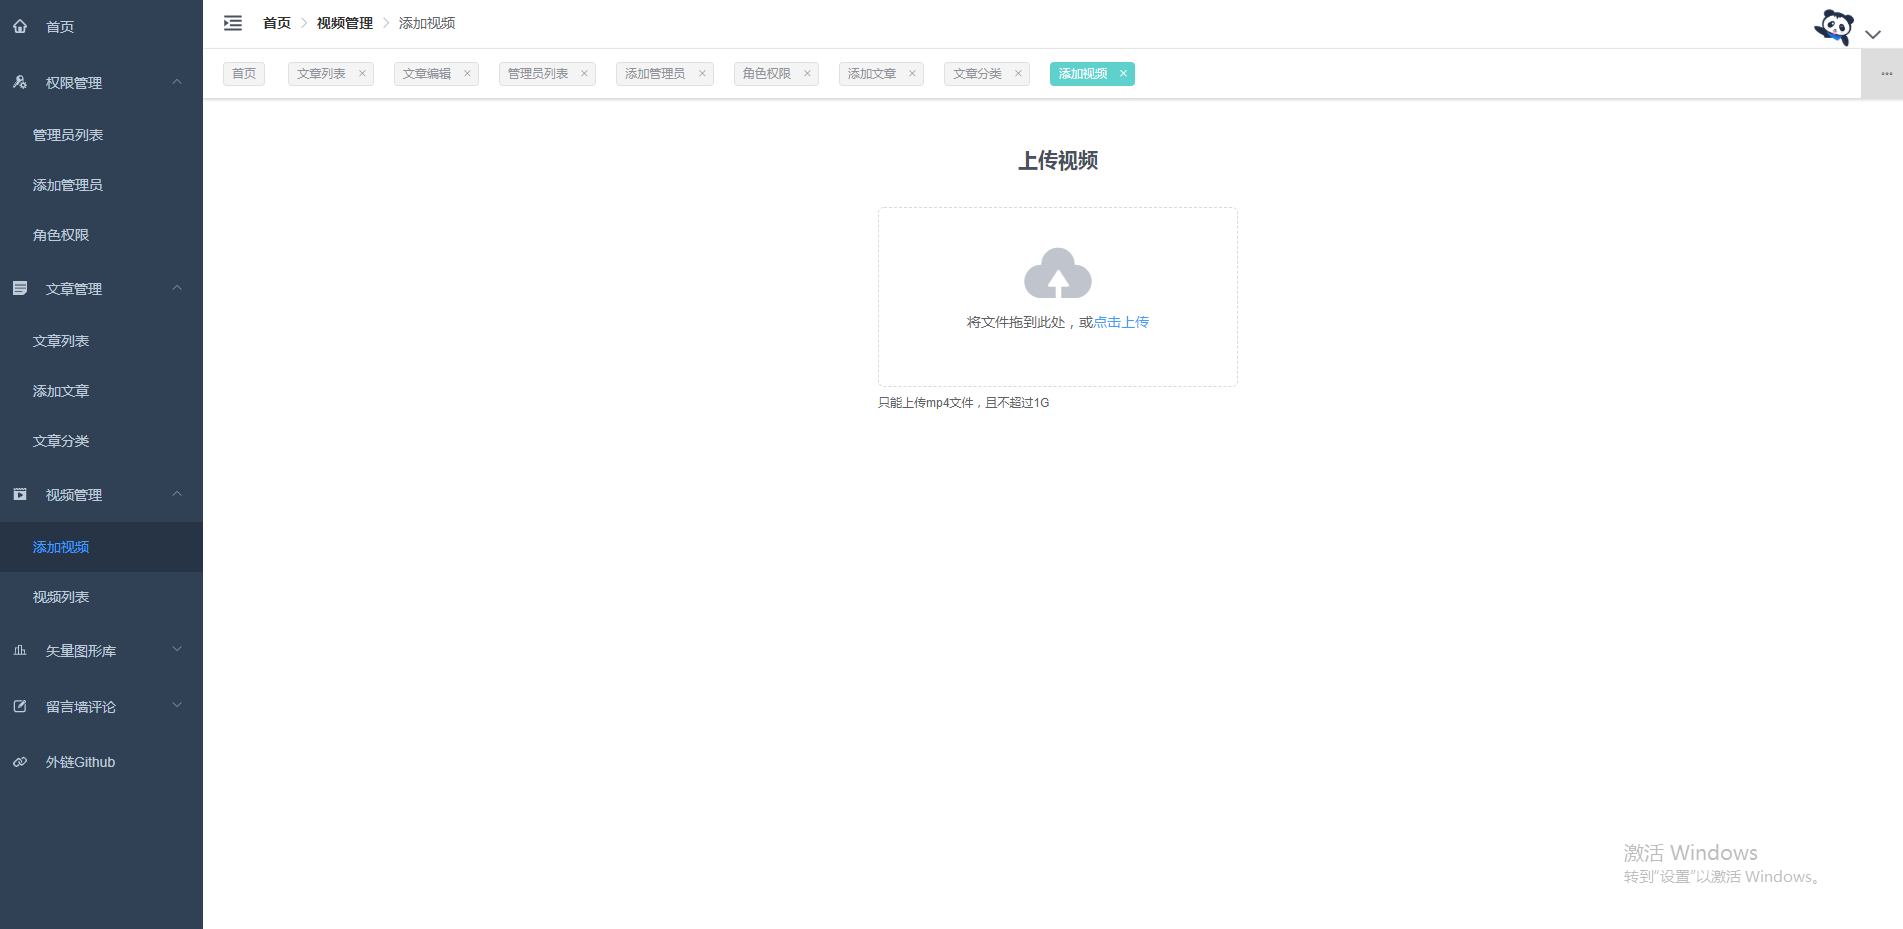 首页
权限管理
管理员列表
添加管理员
角色权限
文章管理
文章列表
添加文章
文章分类
视频管理
添加视频
视频列表
矢量图形库
留言墙评论
外链Github
首页 视频管理 添加视频
首页 文章列表 文章编辑 管理员列表 添加管理员 角色权限 添加文章 文章分类 添加视频
上传视频
将文件拖到此处，或点击上传
只能上传mp4文件，且不超过1G
激活 Windows
转到"设置"以激活 Windows。